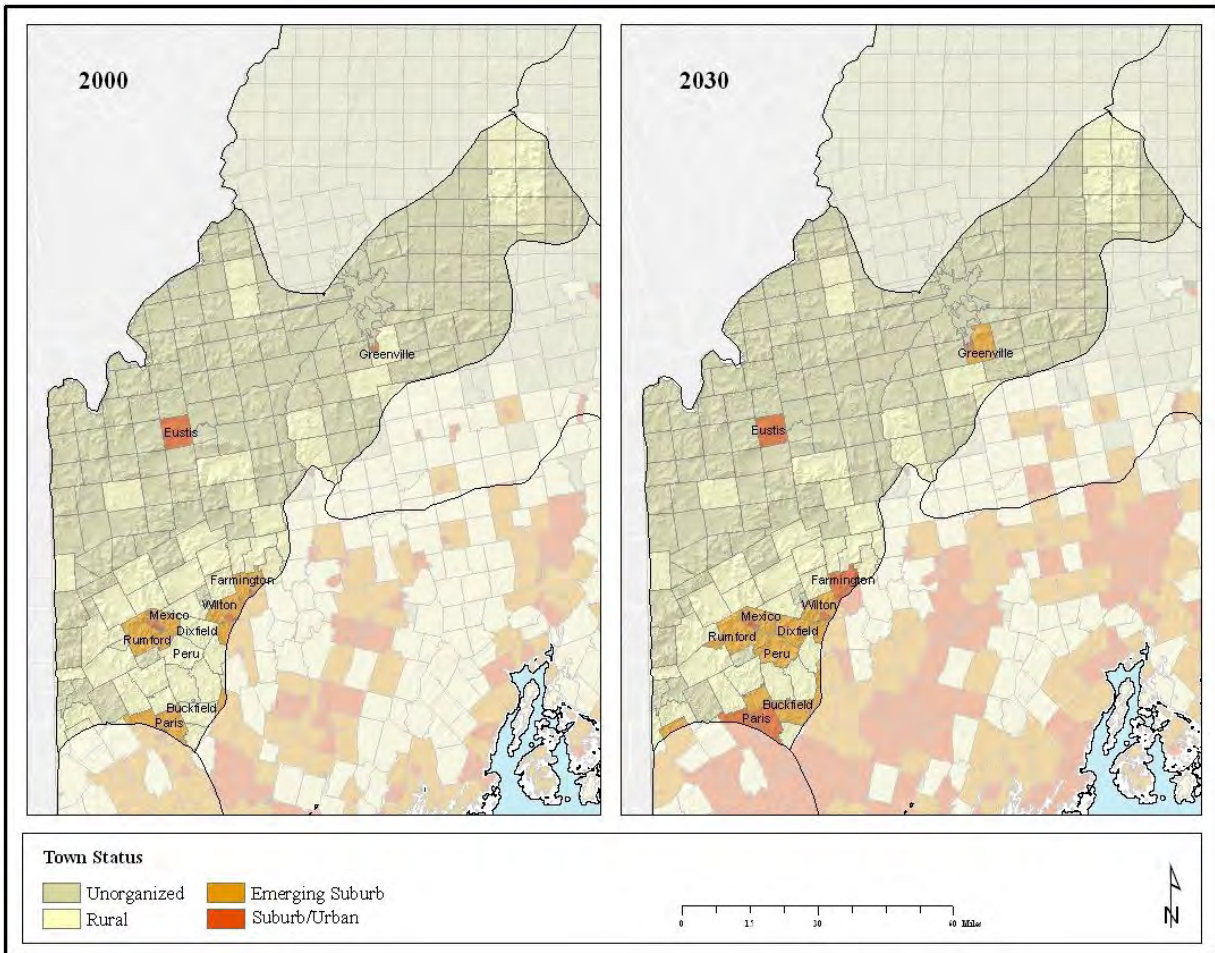 2000
Greenville
Eustis
Farmington
Wilton
Mexico
Dixfield
Rumford
Peru
Buckfield
Paris
2030
Greenville
Eustis
Farmington
Wilton
Mexico
Dixfield
Rumford
Peru
Buckfield
Paris
Town Status
Unorganized
Emerging Suburb
Rural
Suburb/Urban
0 15 30 60 Miles
N